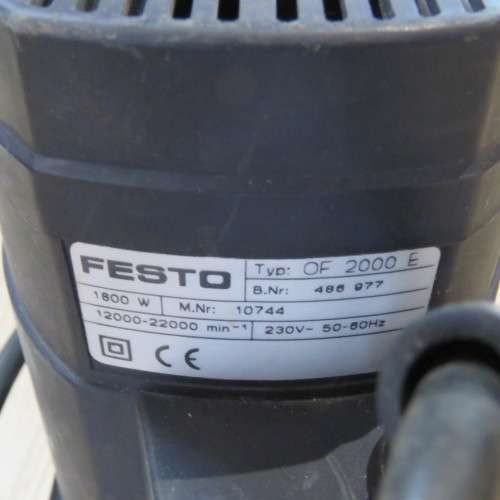 FESTO
Typ: OF 2000 E
B.Nr: 486 977
1800 W
M.Nr: 10744
12000-22000 min⁻¹
230V~ 50-60Hz
CE